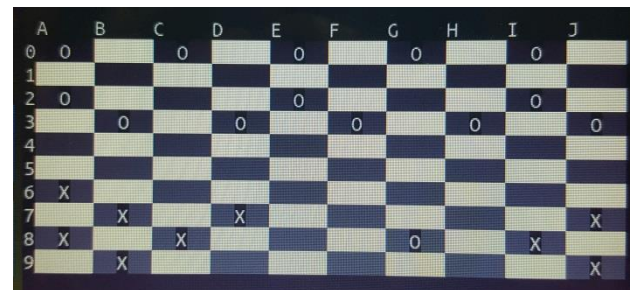 A B C D E F G H I J
0 O O O O O
1
2 O O O
3 O O O O O
4
5
6 X
7 X X X
8 X X O X
9 X X